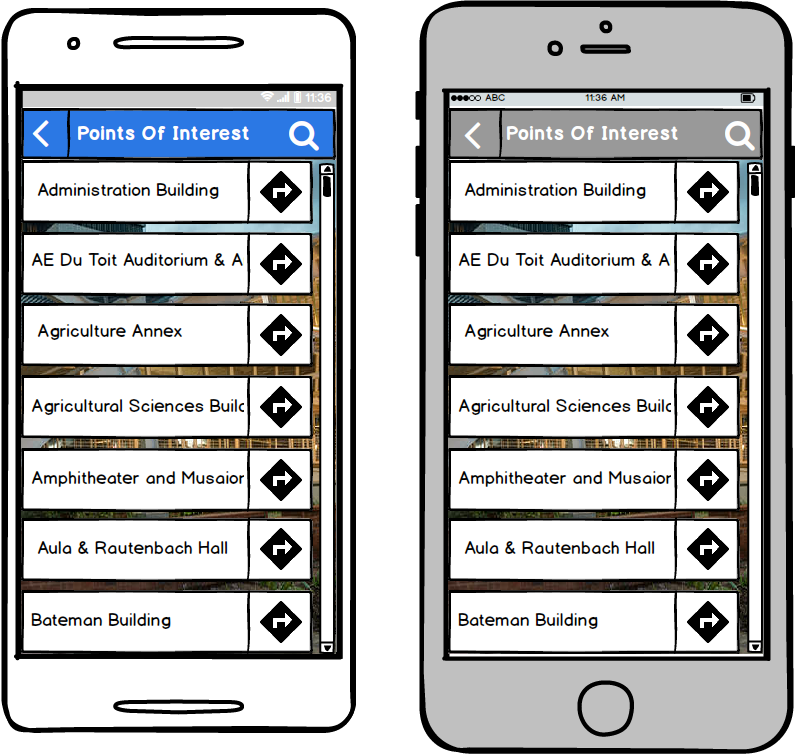 11:36
Points Of Interest
Administration Building
AE Du Toit Auditorium & A
Agriculture Annex
Agricultural Sciences Builc
Amphitheater and Musaior
Aula & Rautenbach Hall
Bateman Building
ABC 11:36 AM
Points Of Interest
Administration Building
AE Du Toit Auditorium & A
Agriculture Annex
Agricultural Sciences Builc
Amphitheater and Musaior
Aula & Rautenbach Hall
Bateman Building